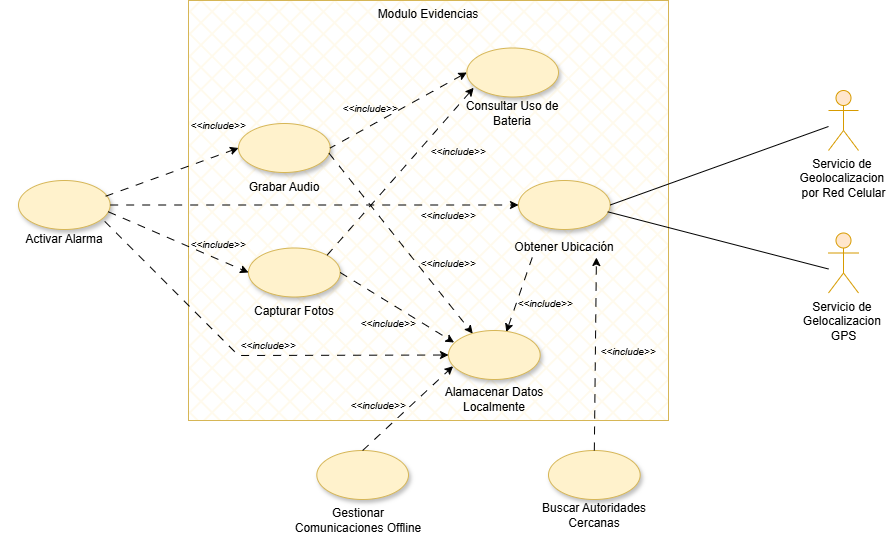 Modulo Evidencias
Consultar Uso de
Bateria
<<include>>
<<include>>
<<include>>
Grabar Audio
Servicio de
Geolocalizacion
por Red Celular
Activar Alarma
<<include>>
Obtener Ubicación
<<include>>
<<include>>
Capturar Fotos
<<include>>
Servicio de
Gelocalizacion
GPS
<<include>>
<<include>>
<<include>>
Alamacenar Datos
Localmente
<<include>>
Gestionar
Comunicaciones Offline
Buscar Autoridades
Cercanas